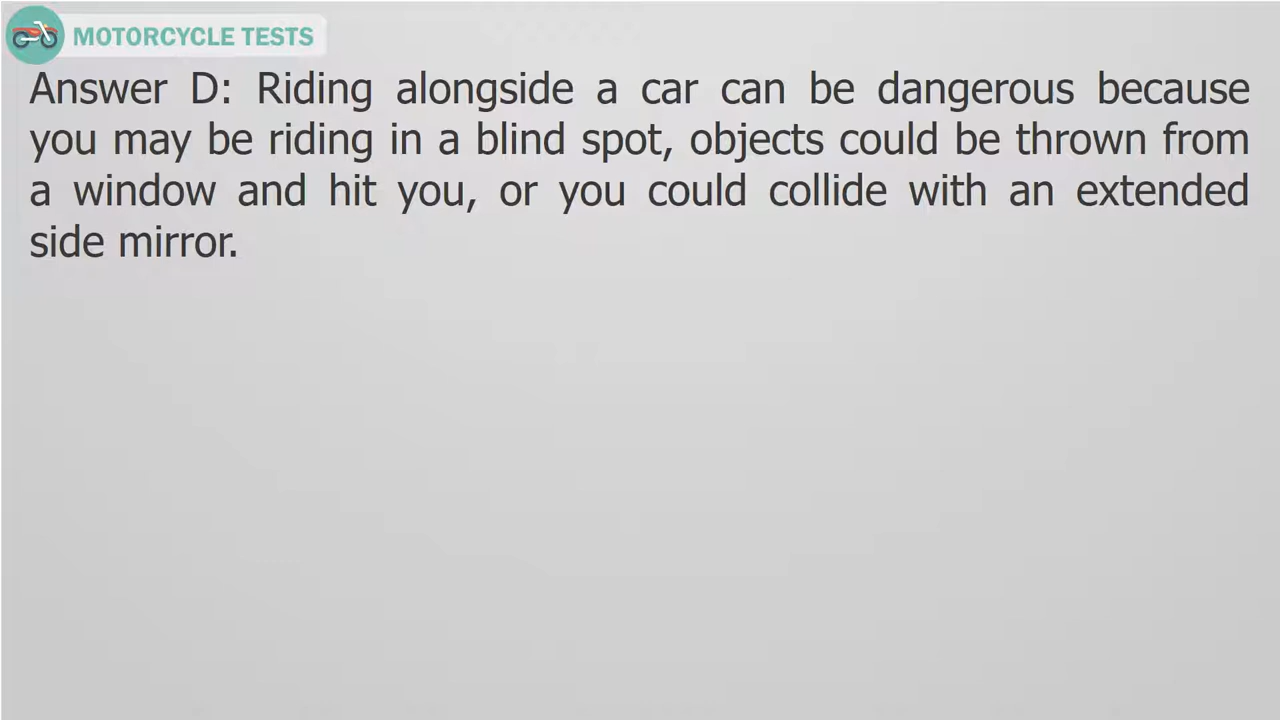 MOTORCYCLE TESTS
Answer D: Riding alongside a car can be dangerous because
you may be riding in a blind spot, objects could be thrown from
a window and hit you, or you could collide with an extended
side mirror.